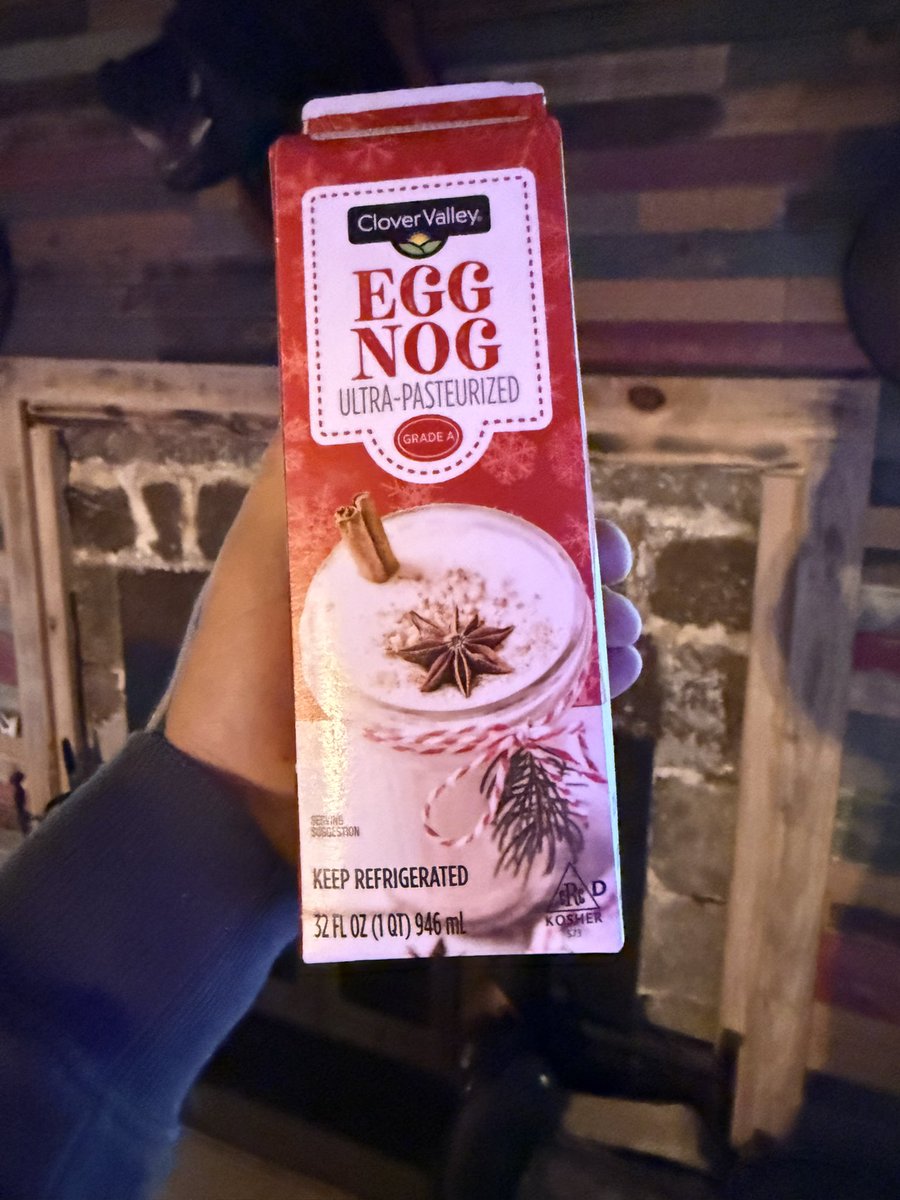 Clover Valley®
EGG
NOG
ULTRA-PASTEURIZED
GRADE A
SERVING
SUGGESTION
KEEP REFRIGERATED
32 FL OZ (1 QT) 946 mL
cRc D
KOSHER